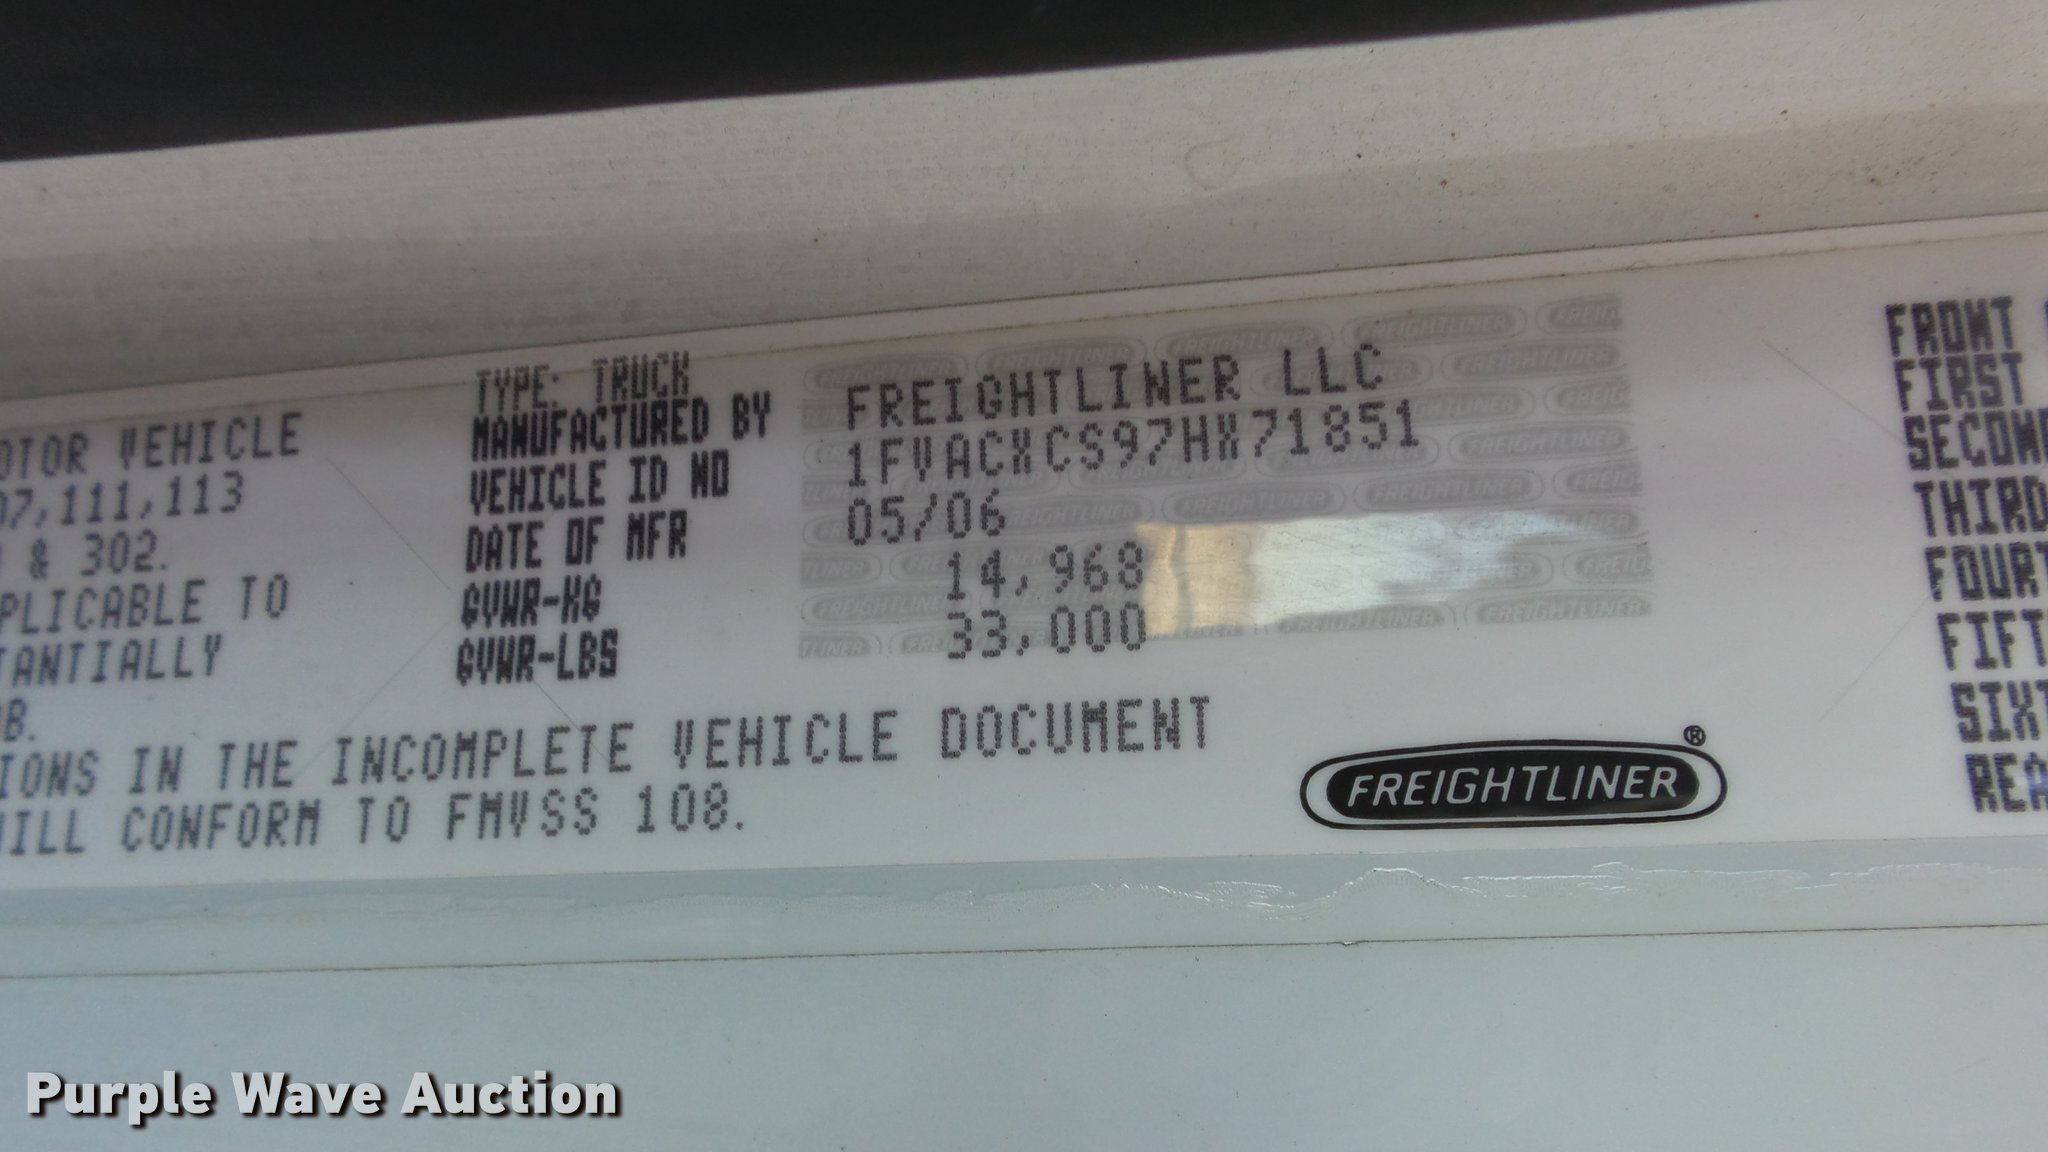 TYPE: TRUCK
MANUFACTURED BY FREIGHTLINER LLC
VEHICLE ID NO 1FVACXCS97HX71851
DATE OF MFR 05/06
GVWR-KG 14,968
GVWR-LBS 33,000
OTOR VEHICLE
07,111,113
& 302.
PLICABLE TO
TANTIALLY
OB.
IONS IN THE INCOMPLETE VEHICLE DOCUMENT
WILL CONFORM TO FMVSS 108.
FREIGHTLINER®
FRONT
FIRST
SECON
THIRD
FOURT
FIFT
SIXT
REA
Purple Wave Auction